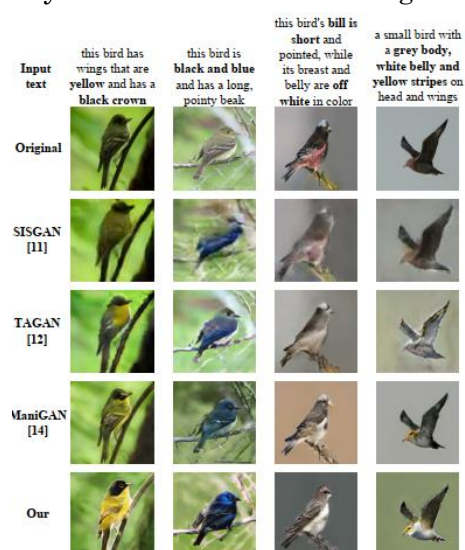 Input
text
this bird has
wings that are
yellow and has a
black crown
this bird is
black and blue
and has a long,
pointy beak
this bird's bill is
short and
pointed, while
its breast and
belly are off
white in color
a small bird with
a grey body,
white belly and
yellow stripes on
head and wings
Original
SISGAN
[11]
TAGAN
[12]
ManiGAN
[14]
Our